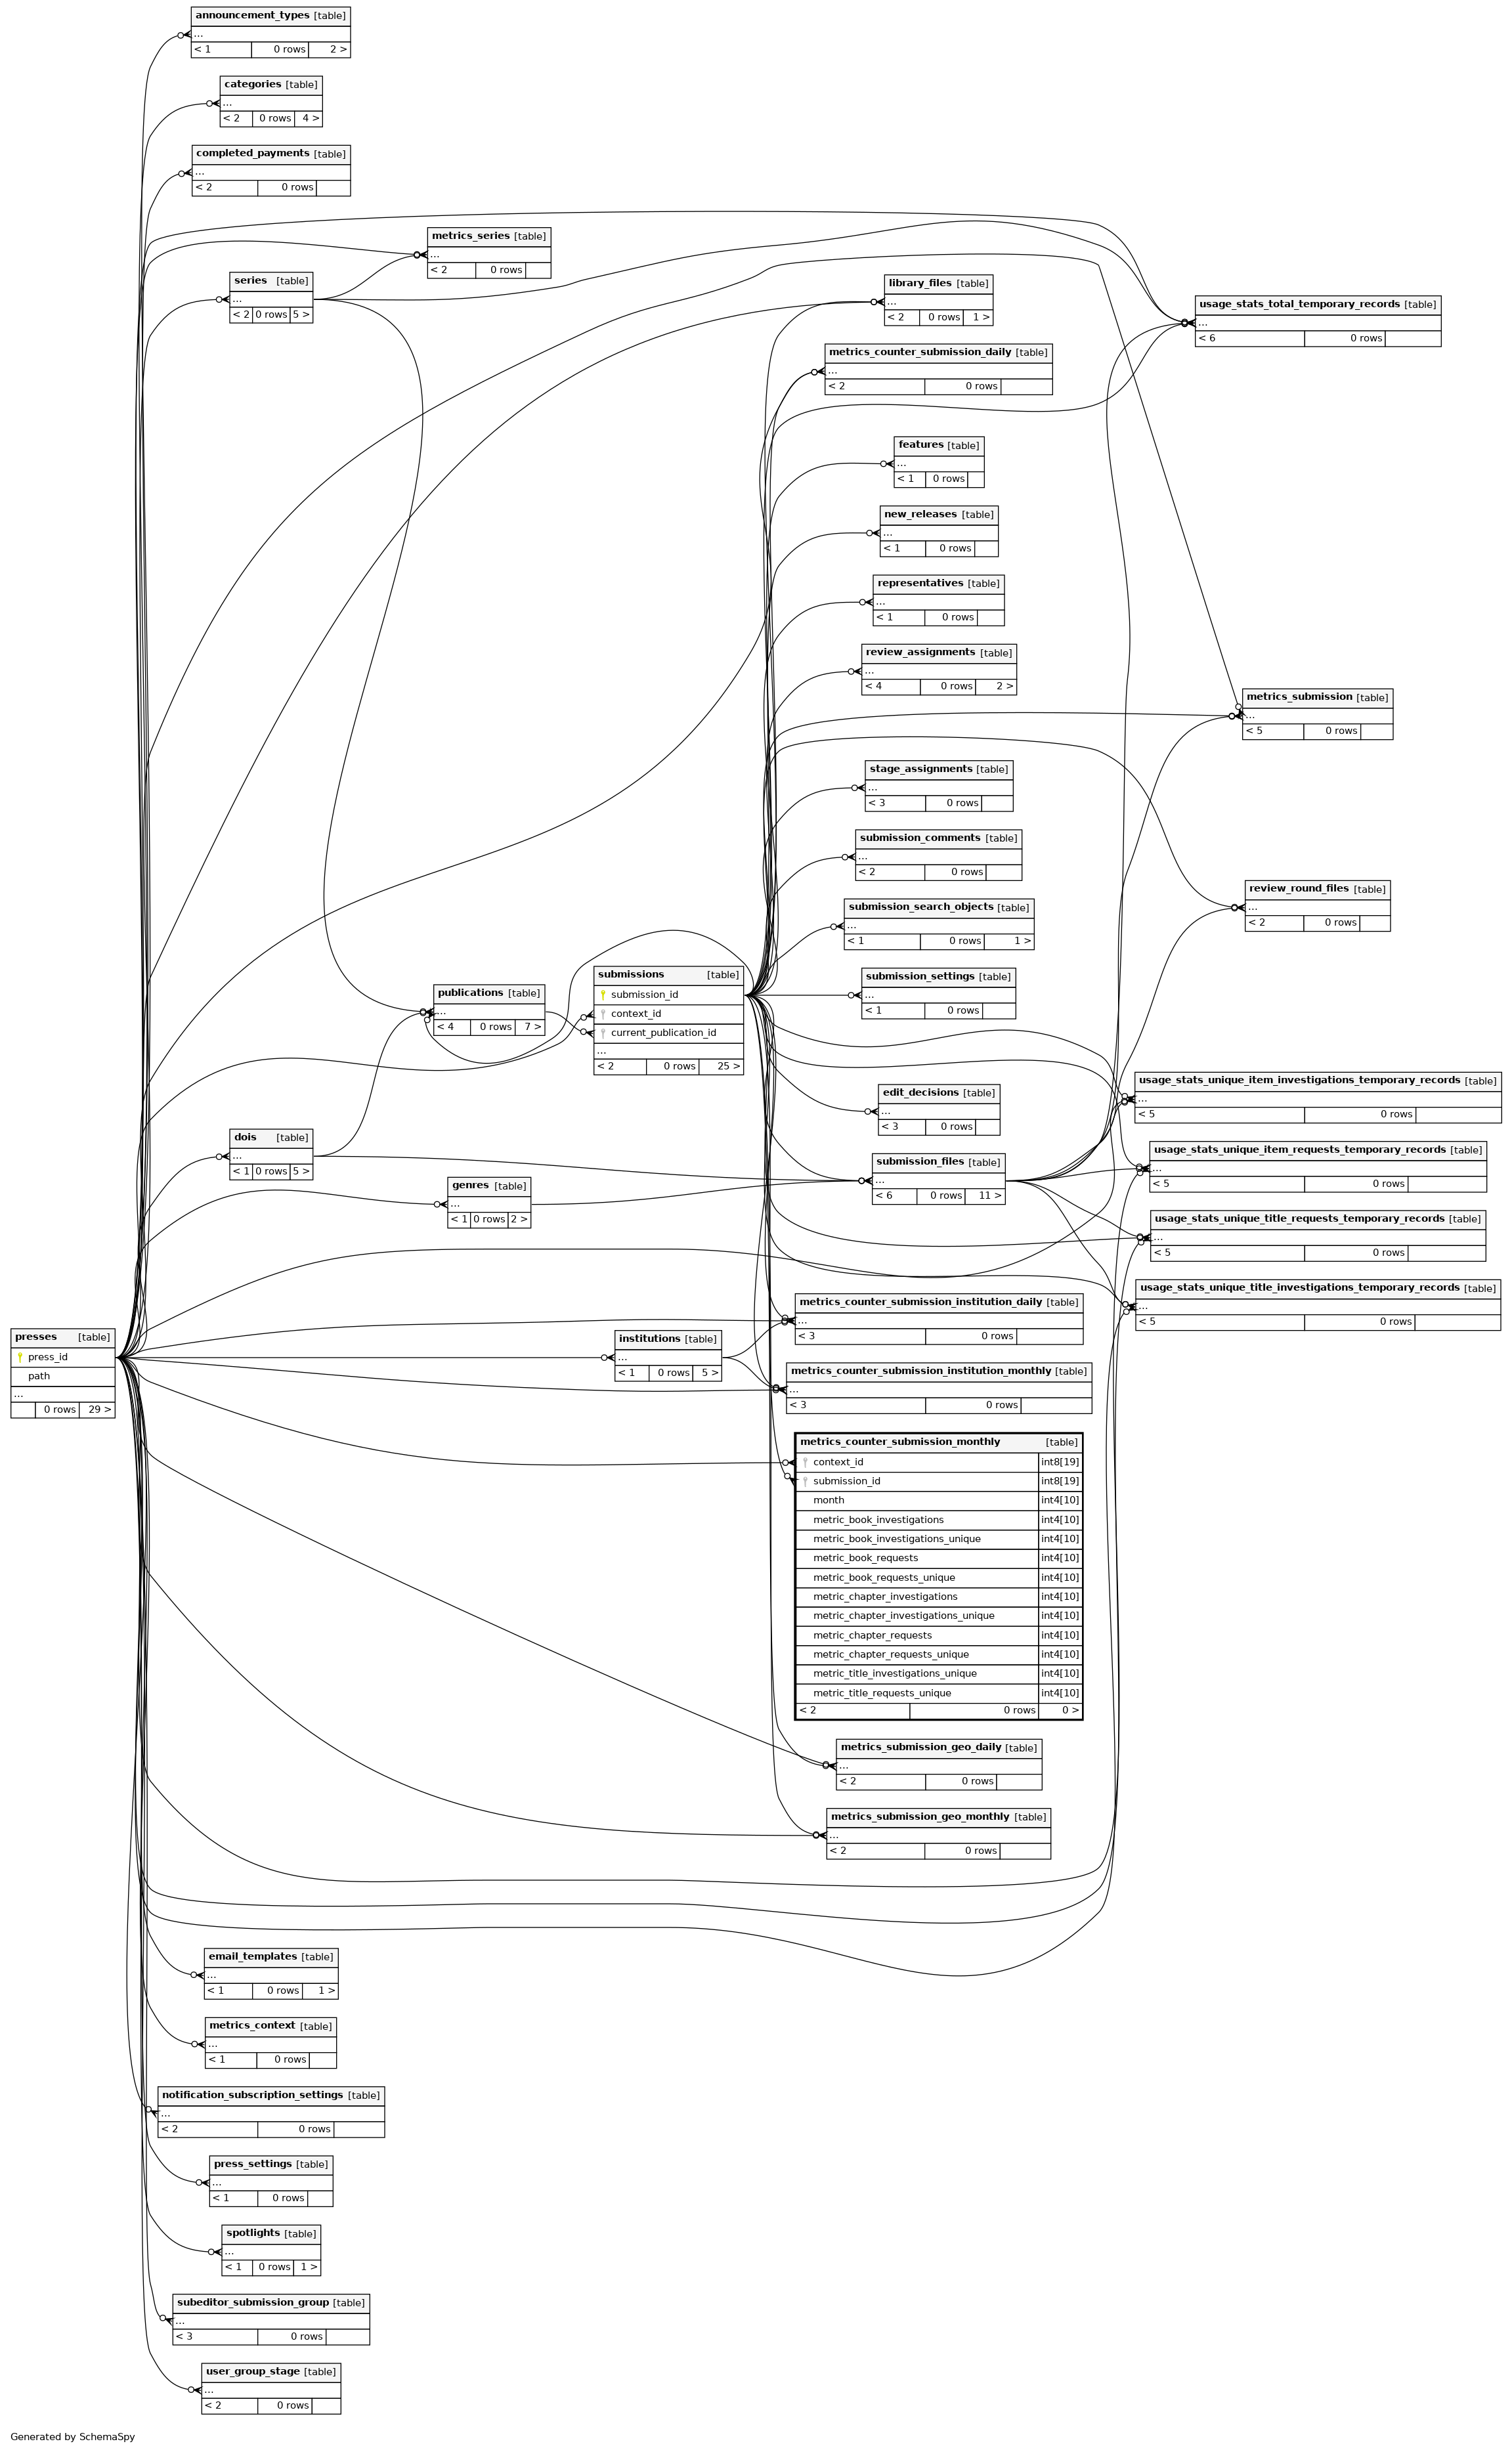 announcement_types [table]
...
< 1 0 rows 2 >
categories [table]
...
< 2 0 rows 4 >
completed_payments [table]
...
< 2 0 rows
metrics_series [table]
...
< 2 0 rows
series [table]
...
< 2 0 rows 5 >
library_files [table]
...
< 2 0 rows 1 >
usage_stats_total_temporary_records [table]
...
< 6 0 rows
metrics_counter_submission_daily [table]
...
< 2 0 rows
features [table]
...
< 1 0 rows
new_releases [table]
...
< 1 0 rows
representatives [table]
...
< 1 0 rows
review_assignments [table]
...
< 4 0 rows 2 >
metrics_submission [table]
...
< 5 0 rows
stage_assignments [table]
...
< 3 0 rows
submission_comments [table]
...
< 2 0 rows
review_round_files [table]
...
< 2 0 rows
submission_search_objects [table]
...
< 1 0 rows 1 >
submissions [table]
submission_id
context_id
current_publication_id
...
< 2 0 rows 25 >
publications [table]
...
< 4 0 rows 7 >
submission_settings [table]
...
< 1 0 rows
usage_stats_unique_item_investigations_temporary_records [table]
...
< 5 0 rows
edit_decisions [table]
...
< 3 0 rows
dois [table]
...
< 1 0 rows 5 >
usage_stats_unique_item_requests_temporary_records [table]
...
< 5 0 rows
submission_files [table]
...
< 6 0 rows 11 >
genres [table]
...
< 1 0 rows 2 >
usage_stats_unique_title_requests_temporary_records [table]
...
< 5 0 rows
usage_stats_unique_title_investigations_temporary_records [table]
...
< 5 0 rows
metrics_counter_submission_institution_daily [table]
...
< 3 0 rows
presses [table]
press_id
path
...
0 rows 29 >
institutions [table]
...
< 1 0 rows 5 >
metrics_counter_submission_institution_monthly [table]
...
< 3 0 rows
metrics_counter_submission_monthly [table]
context_id int8[19]
submission_id int8[19]
month int4[10]
metric_book_investigations int4[10]
metric_book_investigations_unique int4[10]
metric_book_requests int4[10]
metric_book_requests_unique int4[10]
metric_chapter_investigations int4[10]
metric_chapter_investigations_unique int4[10]
metric_chapter_requests int4[10]
metric_chapter_requests_unique int4[10]
metric_title_investigations_unique int4[10]
metric_title_requests_unique int4[10]
< 2 0 rows 0 >
metrics_submission_geo_daily [table]
...
< 2 0 rows
metrics_submission_geo_monthly [table]
...
< 2 0 rows
email_templates [table]
...
< 1 0 rows 1 >
metrics_context [table]
...
< 1 0 rows
notification_subscription_settings [table]
...
< 2 0 rows
press_settings [table]
...
< 1 0 rows
spotlights [table]
...
< 1 0 rows 1 >
subeditor_submission_group [table]
...
< 3 0 rows
user_group_stage [table]
...
< 2 0 rows
Generated by SchemaSpy